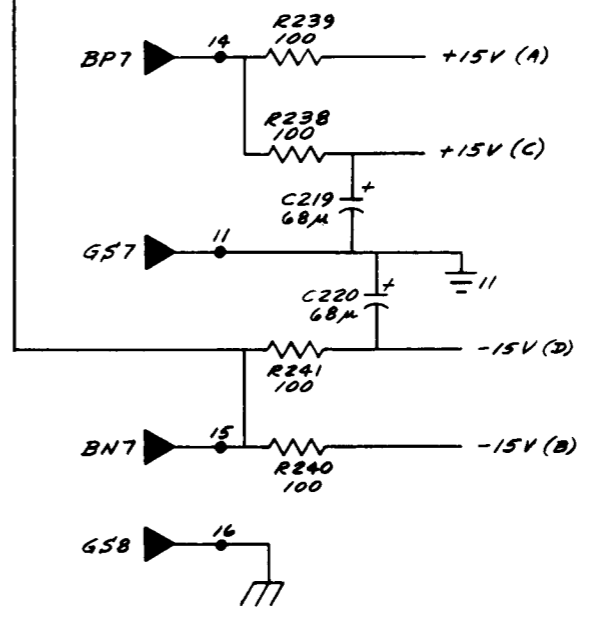 R239
100
BP7
14
+15V (A)
R238
100
+15V (C)
C219
68μ
+
GS7
11
11
C220
68μ
+
-15V (D)
R241
100
BN7
15
-15V (B)
R240
100
GS8
16